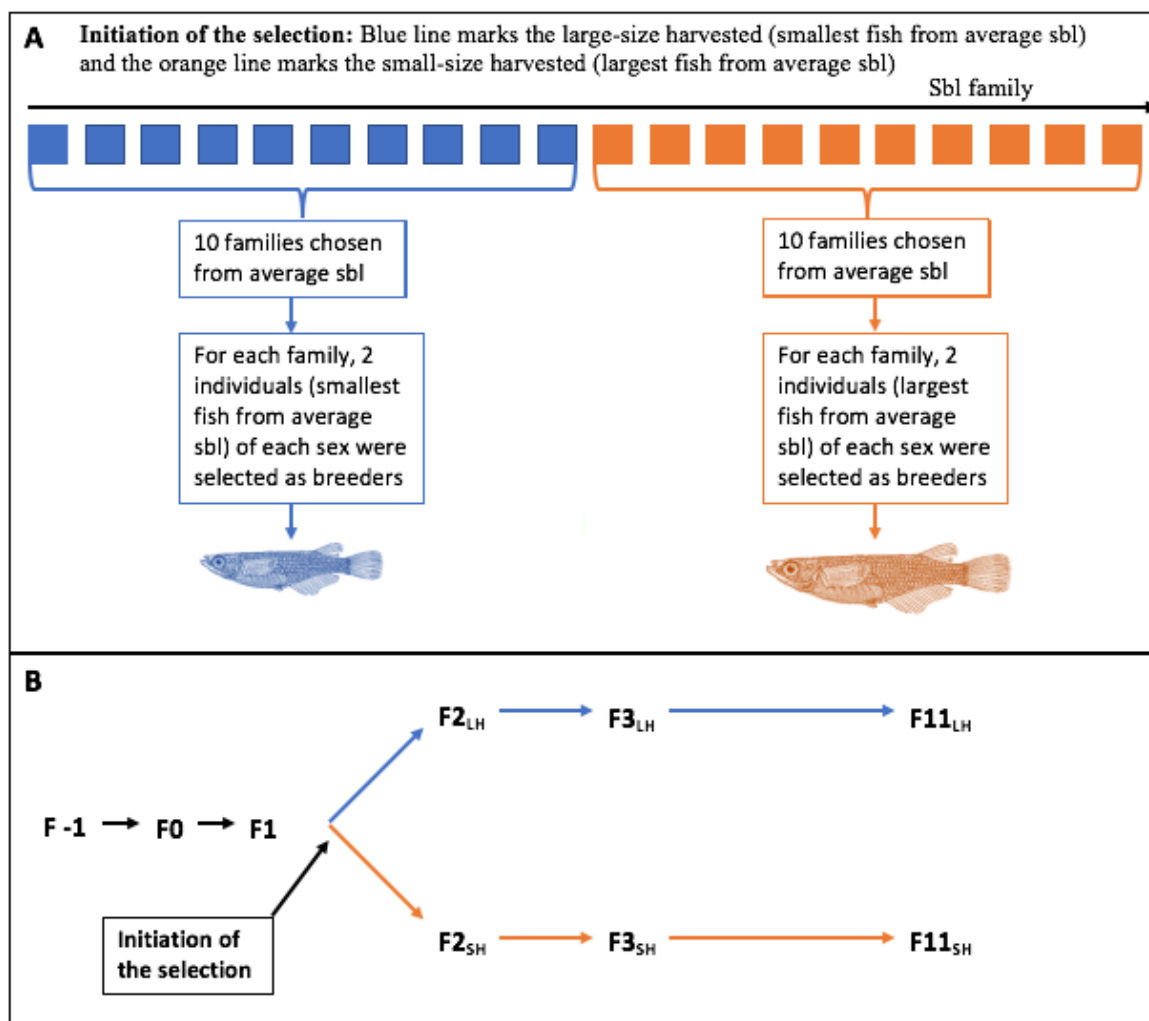 A
Initiation of the selection: Blue line marks the large-size harvested (smallest fish from average sbl)
and the orange line marks the small-size harvested (largest fish from average sbl)
Sbl family
10 families chosen
from average sbl
For each family, 2
individuals (smallest
fish from average
sbl) of each sex were
selected as breeders
10 families chosen
from average sbl
For each family, 2
individuals (largest
fish from average
sbl) of each sex were
selected as breeders
B
F2LH F3LH F11LH
F -1 F0 F1
Initiation of
the selection
F2SH F3SH F11SH